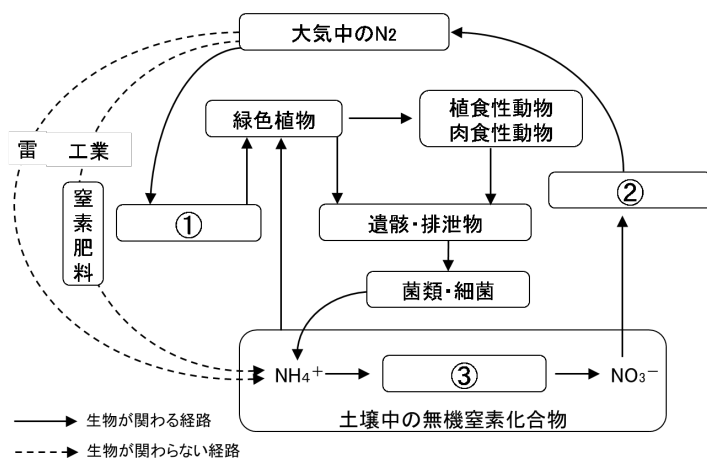 大気中のN2
雷
工業
緑色植物
植食性動物
肉食性動物
窒素肥料
①
②
遺骸・排泄物
菌類・細菌
NH4+
③
NO3−
土壌中の無機窒素化合物
生物が関わる経路
生物が関わらない経路